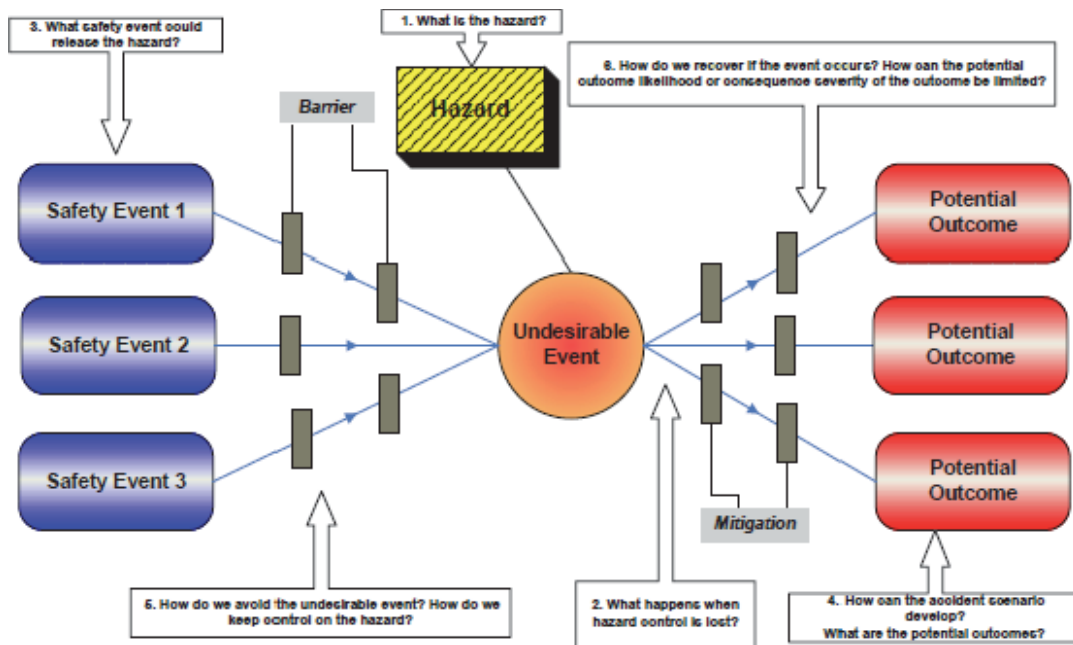 3. What safety event could
release the hazard?
1. What is the hazard?
6. How do we recover if the event occurs? How can the potential
outcome likelihood or consequence severity of the outcome be limited?
Barrier
Hazard
Safety Event 1
Potential
Outcome
Safety Event 2
Undesirable
Event
Potential
Outcome
Safety Event 3
Potential
Outcome
Mitigation
5. How do we avoid the undesirable event? How do we
keep control on the hazard?
2. What happens when
hazard control is lost?
4. How can the accident scenario
develop?
What are the potential outcomes?